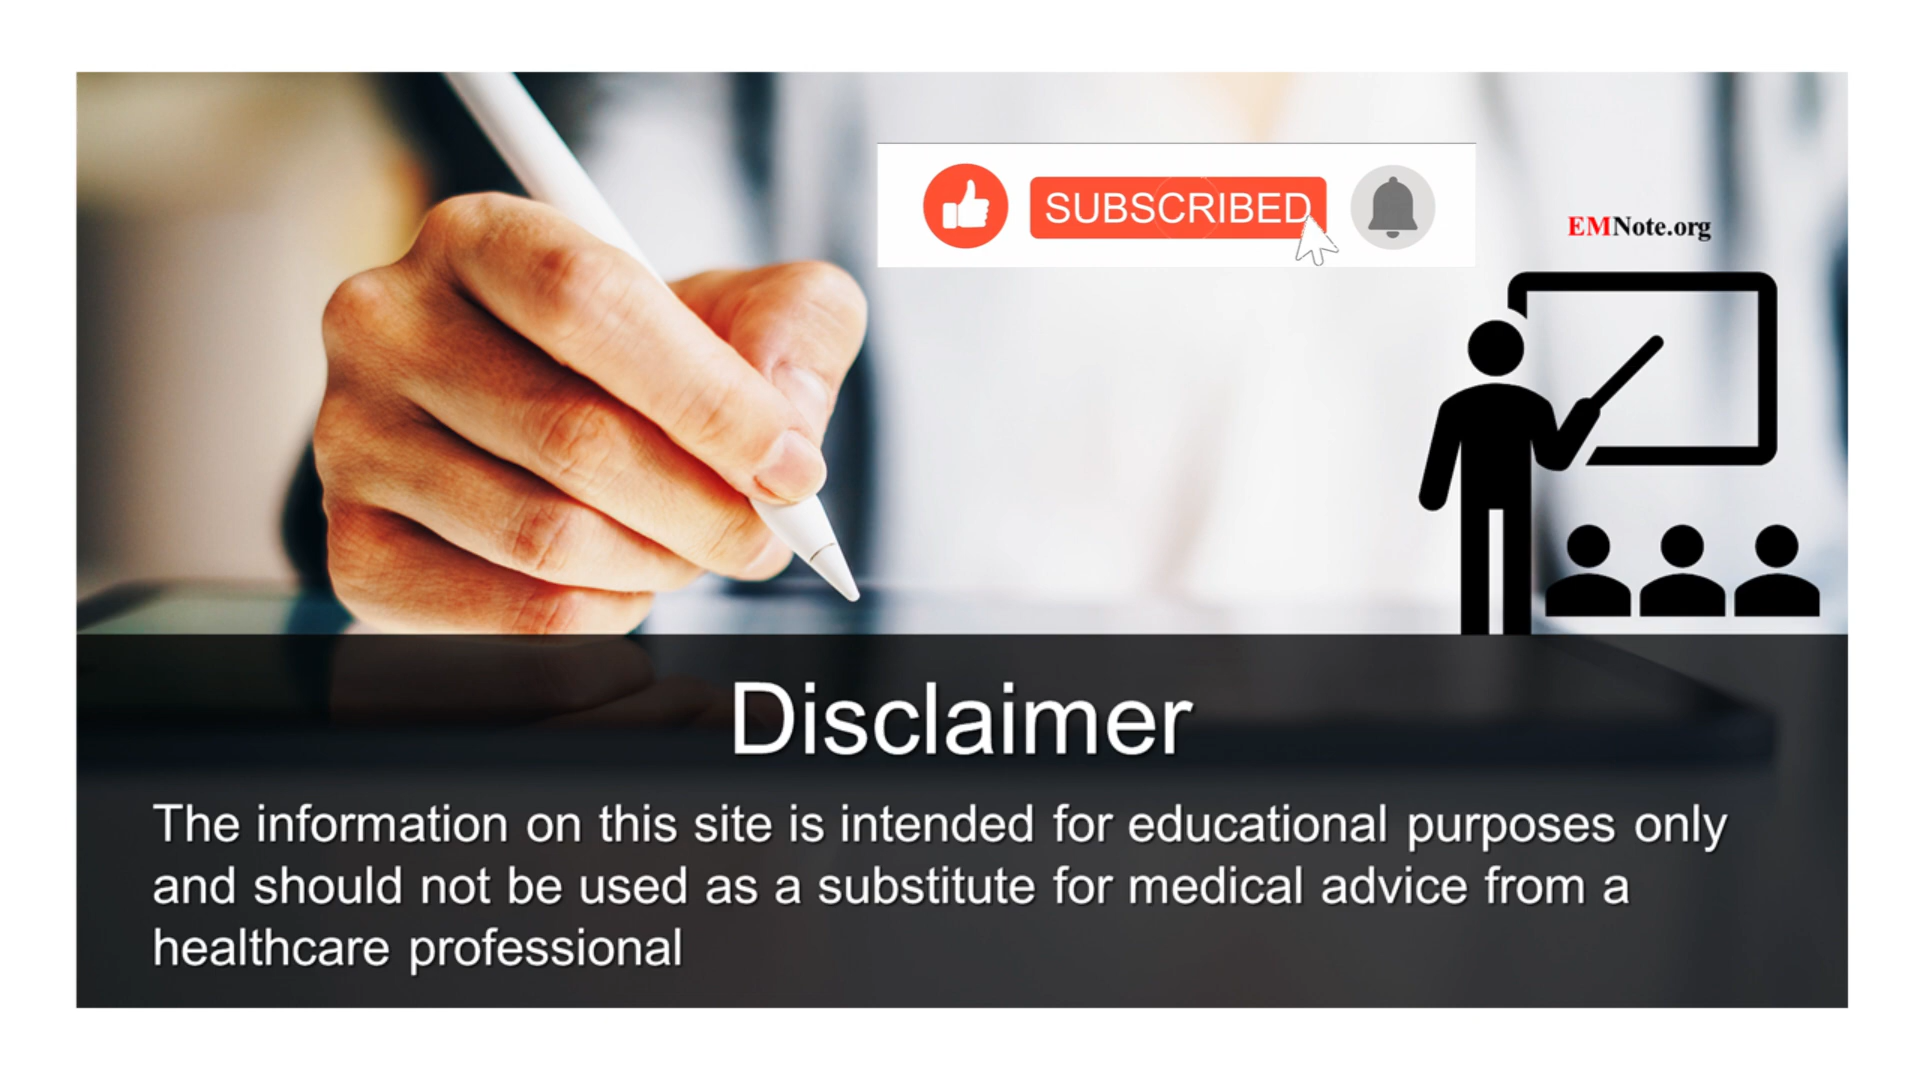 SUBSCRIBED
EMNote.org
Disclaimer
The information on this site is intended for educational purposes only
and should not be used as a substitute for medical advice from a
healthcare professional